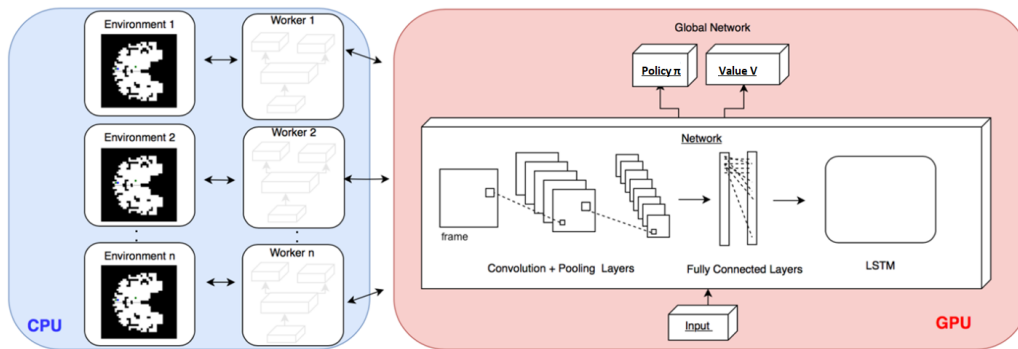 Environment 1
Worker 1
Environment 2
Worker 2
Environment n
Worker n
CPU
Global Network
Policy π
Value V
Network
frame
Convolution + Pooling Layers
Fully Connected Layers
LSTM
Input
GPU